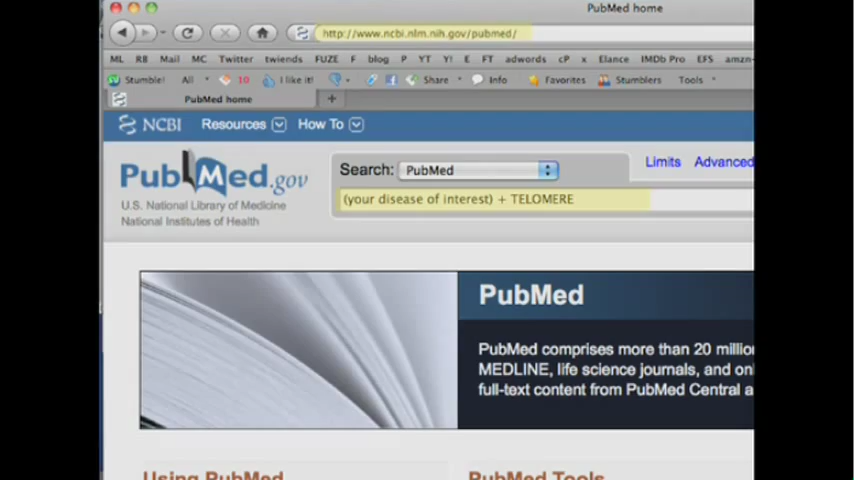 PubMed home
http://www.ncbi.nlm.nih.gov/pubmed/
ML RB Mail MC Twitter twiends FUZE F blog P YT Y! E FT adwords cP x Elance IMDb Pro EFS amzn-
Stumble! All 10 I like it! Share Info Favorites Stumblers Tools
PubMed home +
NCBI Resources How To
PubMed.gov
U.S. National Library of Medicine
National Institutes of Health
Search: PubMed Limits Advanced
(your disease of interest) + TELOMERE
PubMed
PubMed comprises more than 20 millio
MEDLINE, life science journals, and onl
full-text content from PubMed Central a
Using PubMed PubMed Tools